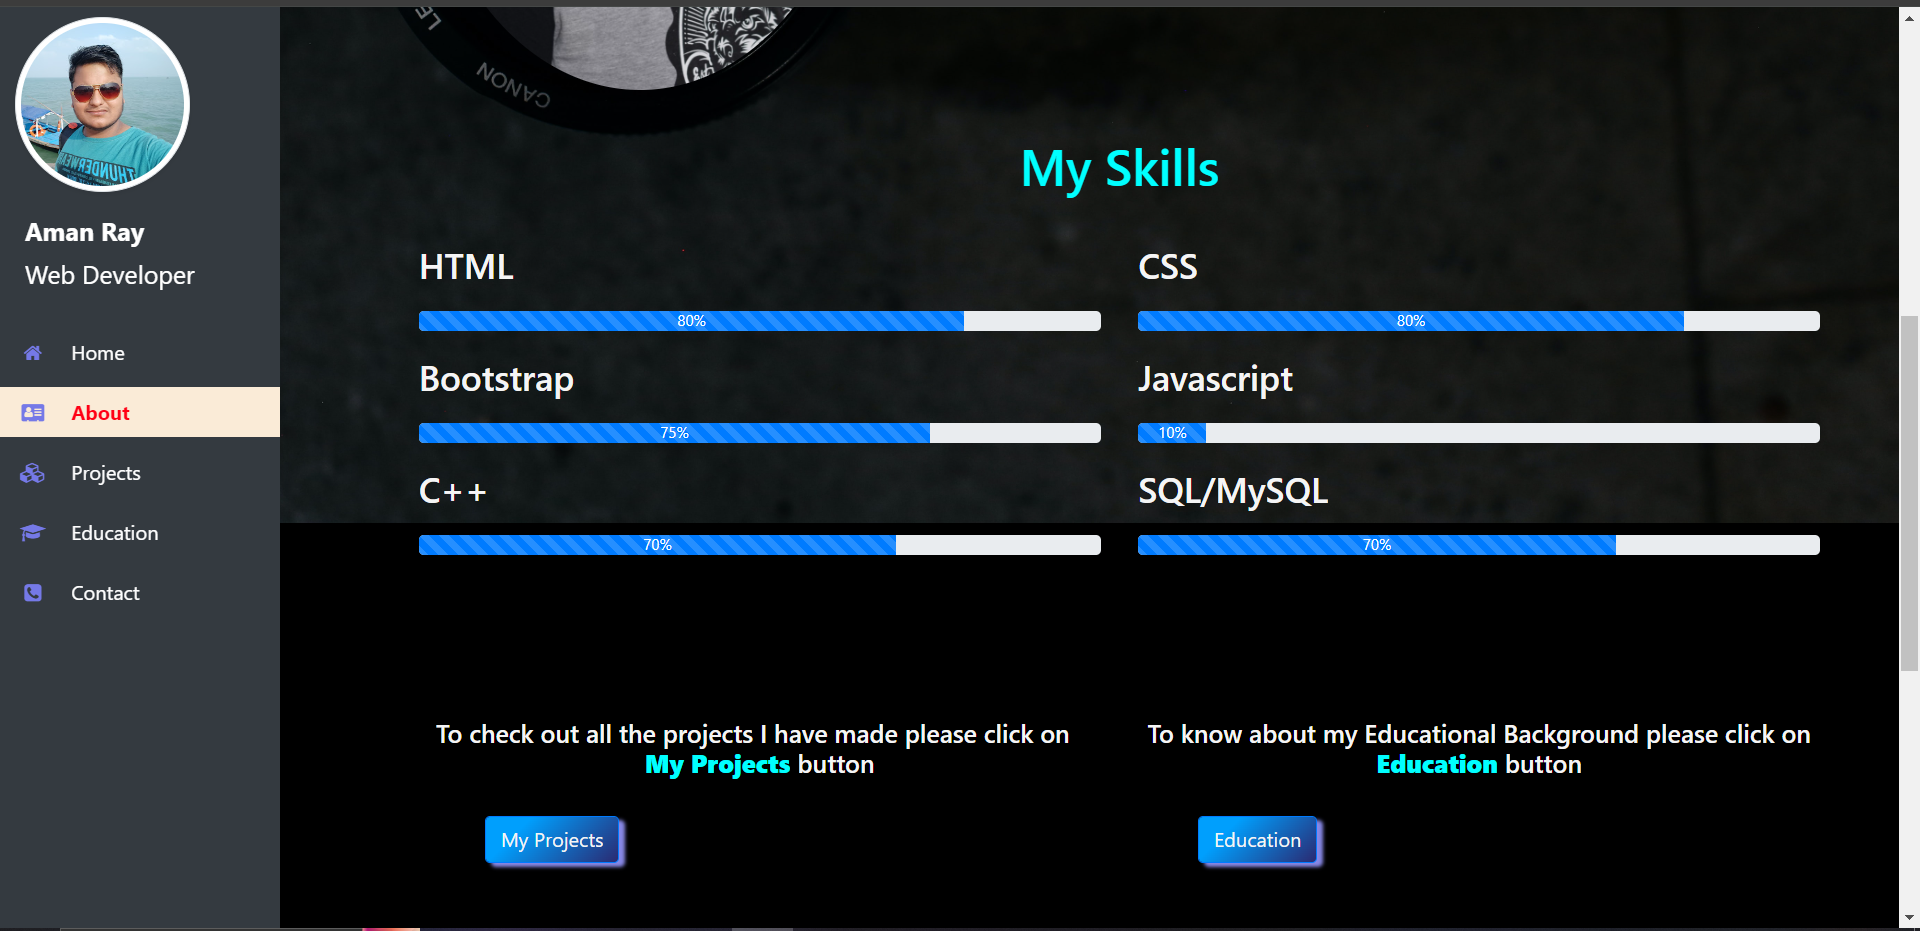 LE
CANON
THUNDERW
Aman Ray
Web Developer
Home
About
Projects
Education
Contact
My Skills
HTML
80%
CSS
80%
Bootstrap
75%
Javascript
10%
C++
70%
SQL/MySQL
70%
To check out all the projects I have made please click on
My Projects button
My Projects
To know about my Educational Background please click on
Education button
Education